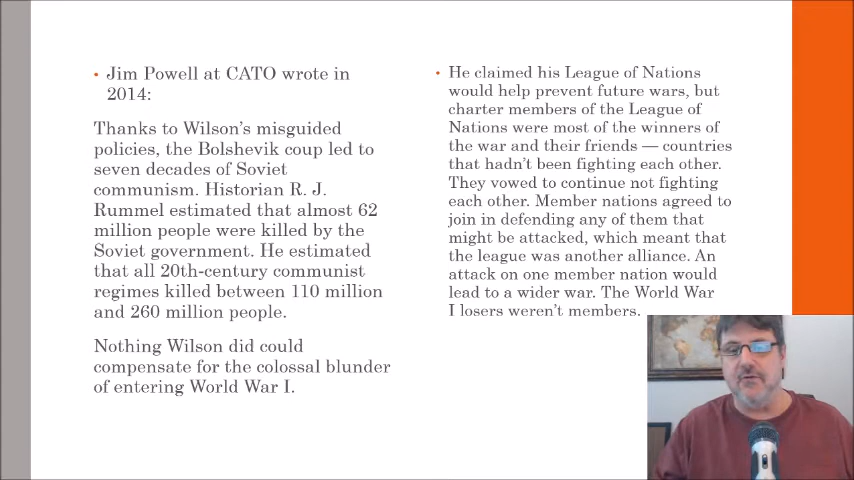 Jim Powell at CATO wrote in
2014:
Thanks to Wilson's misguided
policies, the Bolshevik coup led to
seven decades of Soviet
communism. Historian R. J.
Rummel estimated that almost 62
million people were killed by the
Soviet government. He estimated
that all 20th-century communist
regimes killed between 110 million
and 260 million people.
Nothing Wilson did could
compensate for the colossal blunder
of entering World War I.
He claimed his League of Nations
would help prevent future wars, but
charter members of the League of
Nations were most of the winners of
the war and their friends — countries
that hadn't been fighting each other.
They vowed to continue not fighting
each other. Member nations agreed to
join in defending any of them that
might be attacked, which meant that
the league was another alliance. An
attack on one member nation would
lead to a wider war. The World War
I losers weren't members.